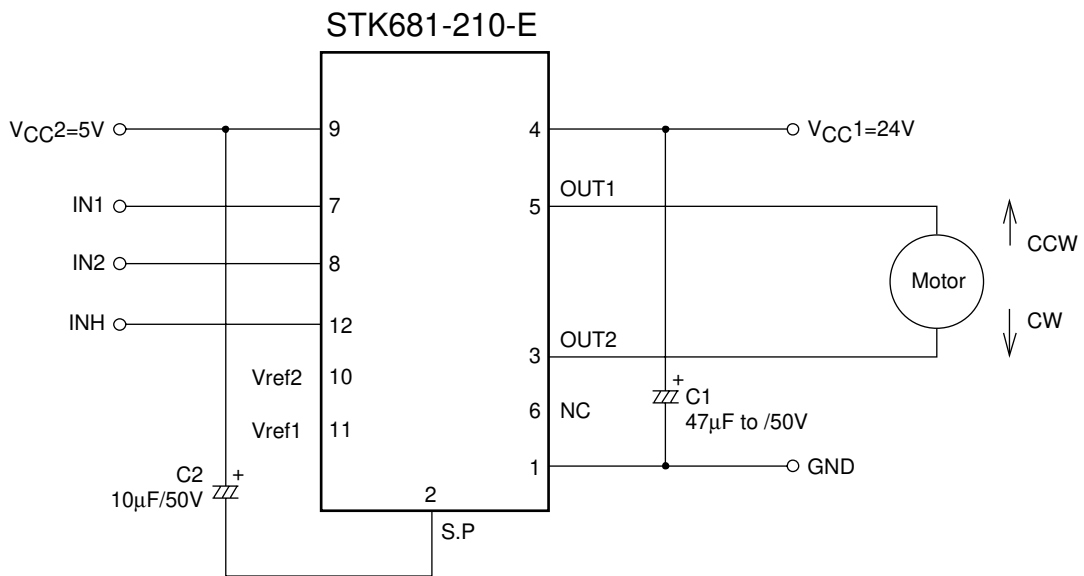 STK681-210-E
VCC2=5V
9
4
VCC1=24V
IN1
7
5
OUT1
CCW
IN2
8
Motor
INH
12
CW
3
OUT2
Vref2
10
6
NC
+
C1
47μF to /50V
Vref1
11
1
GND
C2
+
10μF/50V
2
S.P